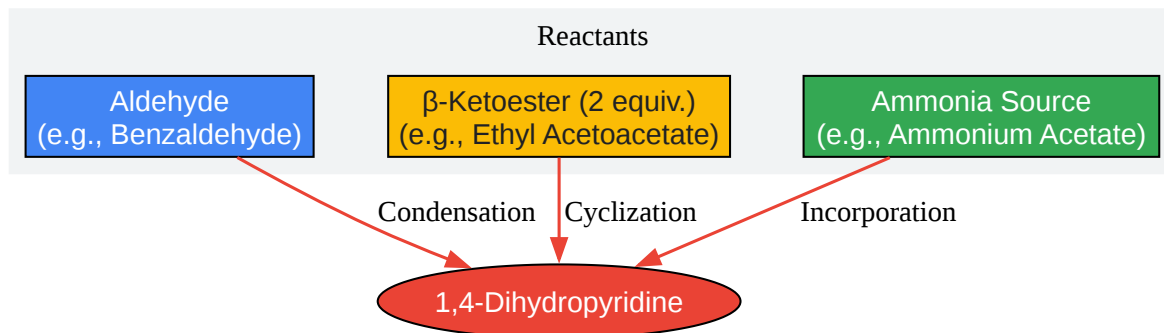 Reactants
Aldehyde
(e.g., Benzaldehyde)
β-Ketoester (2 equiv.)
(e.g., Ethyl Acetoacetate)
Ammonia Source
(e.g., Ammonium Acetate)
Condensation
Cyclization
Incorporation
1,4-Dihydropyridine